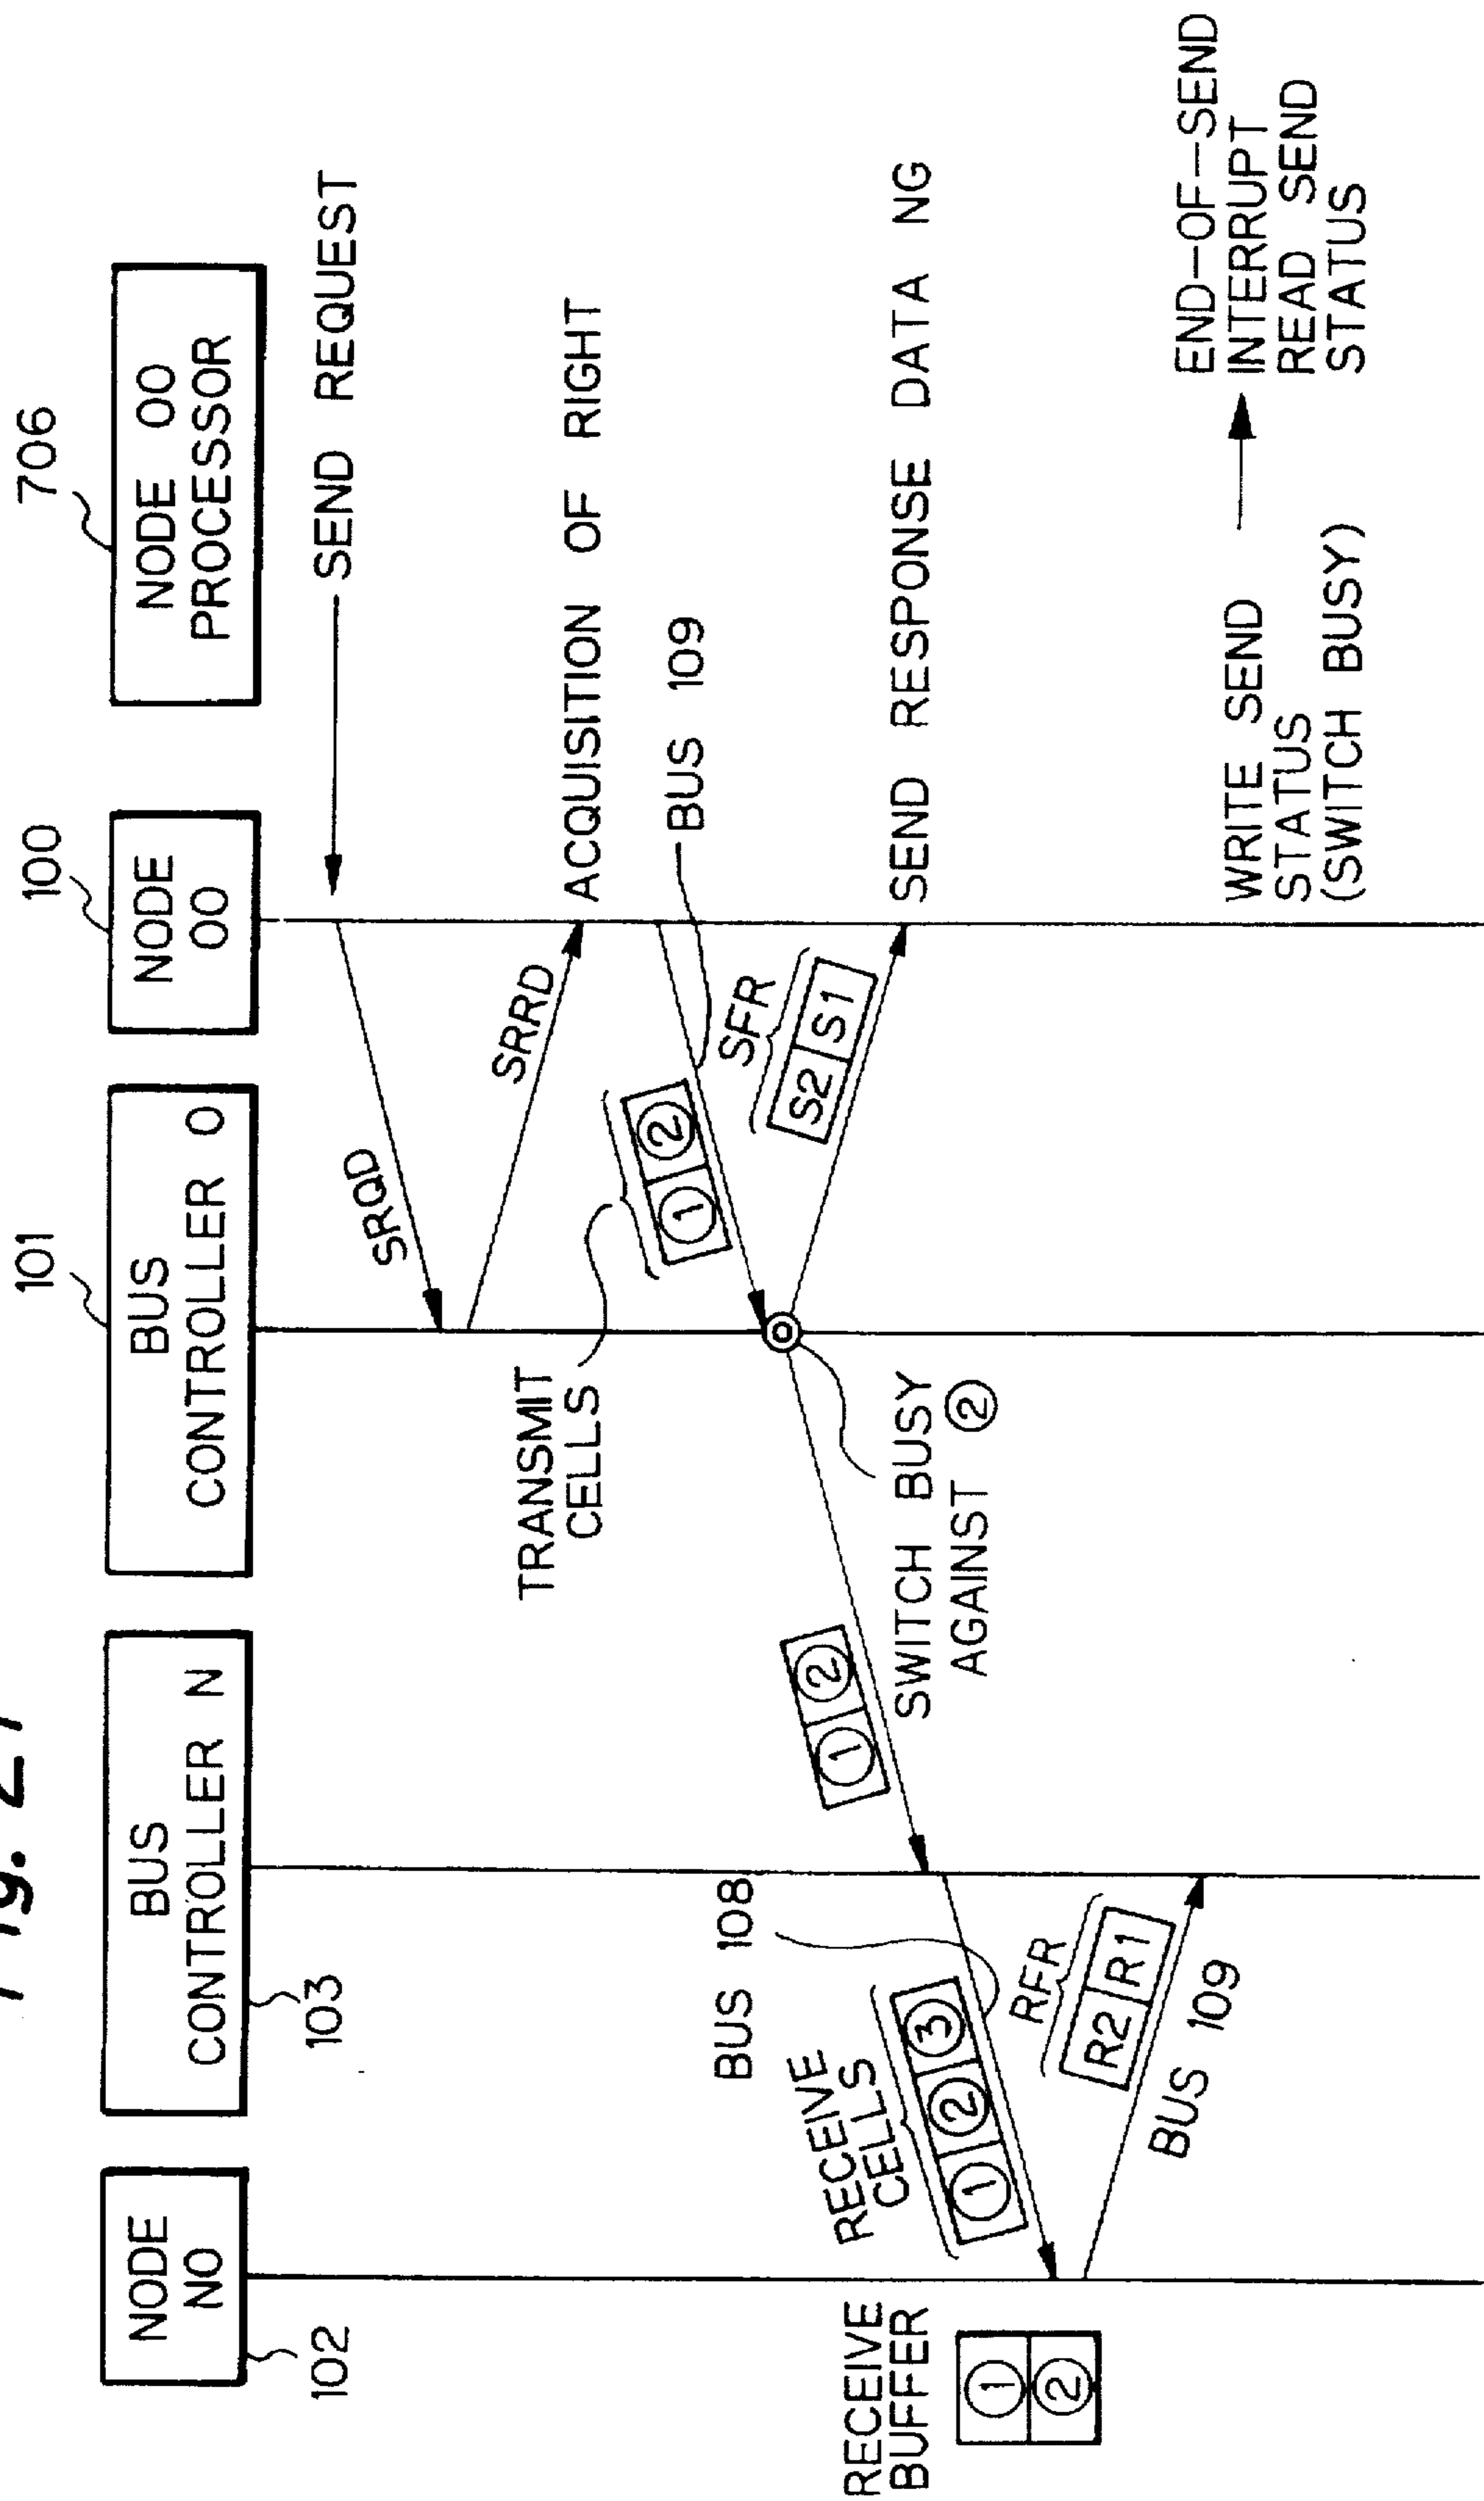 Fig. 21
102
NODE
NO
103
BUS
CONTROLLER N
101
BUS
CONTROLLER 0
100
NODE
00
706
NODE 00
PROCESSOR
SEND REQUEST
SRQD
SRRD
ACQUISITION OF RIGHT
TRANSMIT
CELLS
① ②
BUS 109
SFR
S2 S1
SEND RESPONSE DATA NG
SWITCH BUSY
AGAINST ②
① ②
BUS 108
RECEIVE
CELLS
① ② ③
RFR
R2 R1
BUS 109
RECEIVE
BUFFER
①
②
WRITE SEND
STATUS
(SWITCH BUSY)
END-OF-SEND
INTERRUPT
READ SEND
STATUS